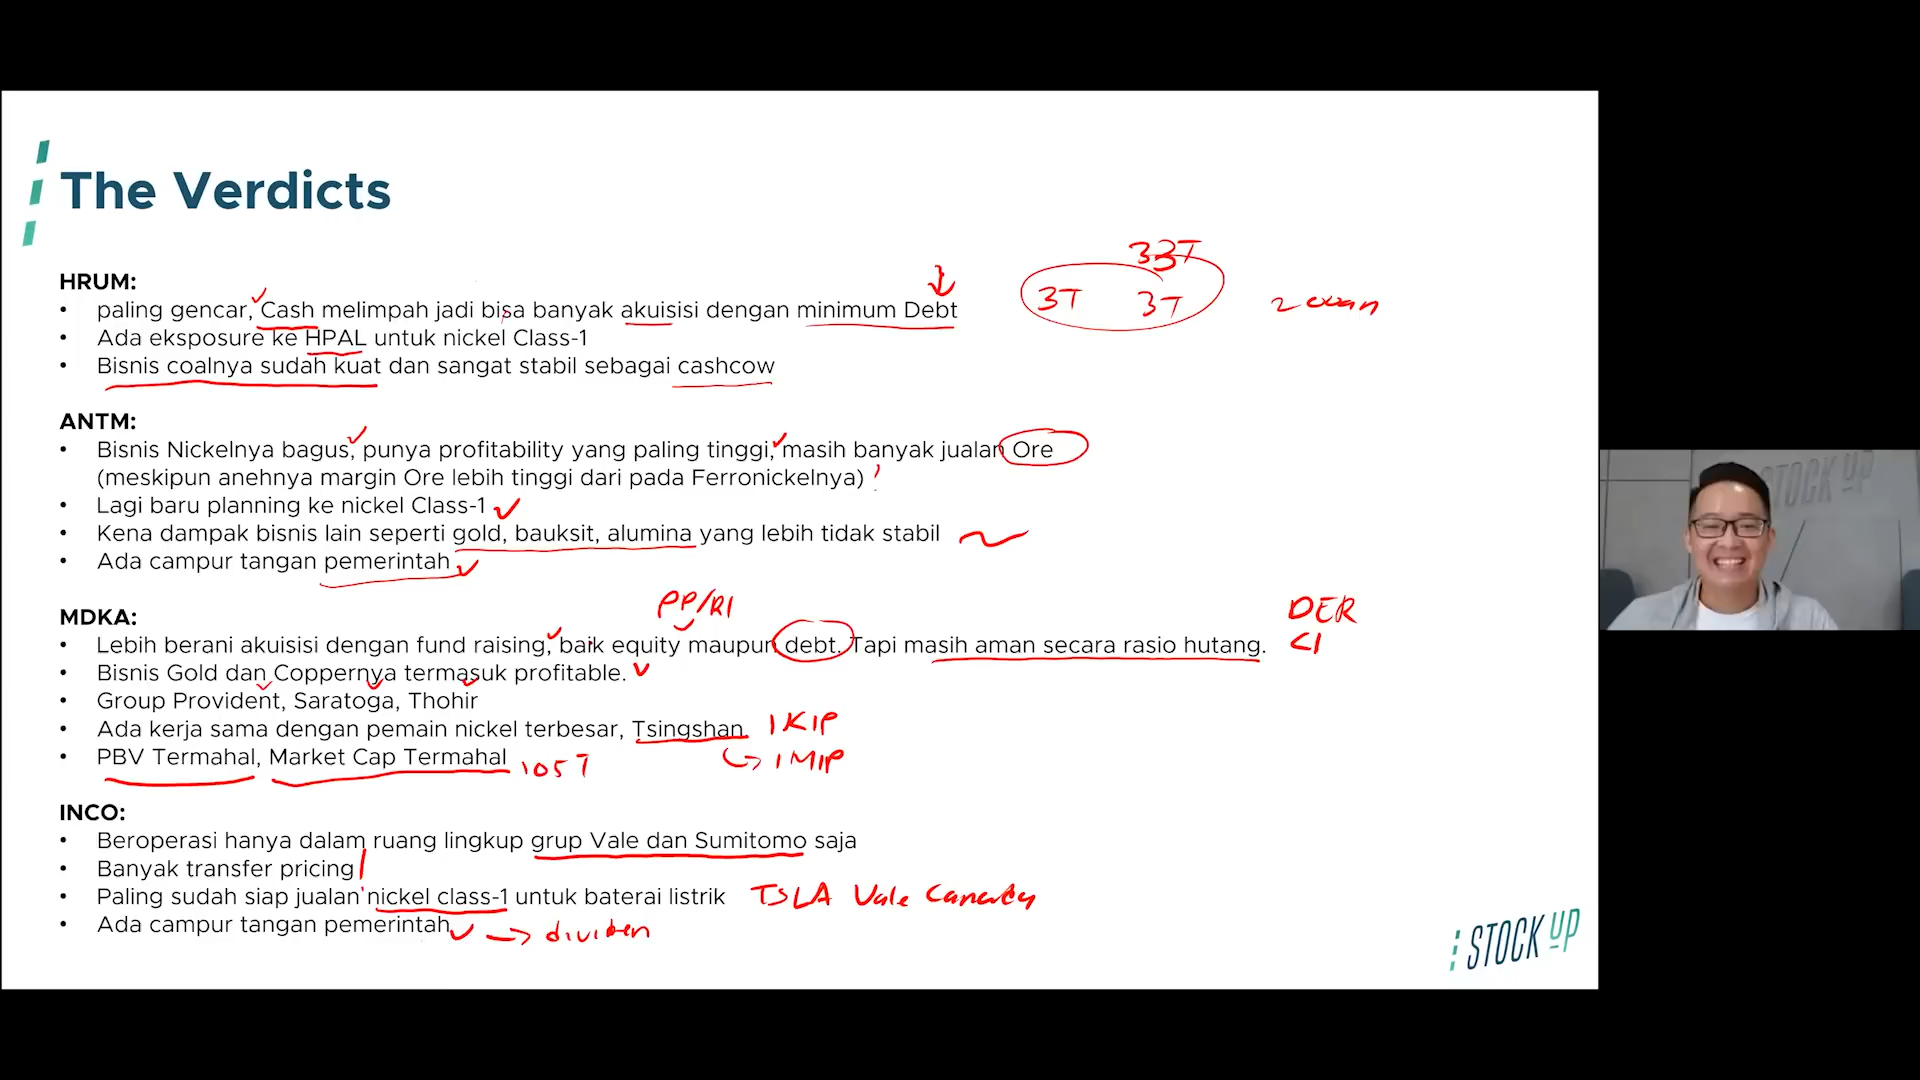 The Verdicts
HRUM:
• paling gencar, Cash melimpah jadi bisa banyak akuisisi dengan minimum Debt
33T
3T 3T
• Ada eksposure ke HPAL untuk nickel Class-1
• Bisnis coalnya sudah kuat dan sangat stabil sebagai cashcow
ANTM:
• Bisnis Nickelnya bagus, punya profitability yang paling tinggi, masih banyak jualan Ore
(meskipun anehnya margin Ore lebih tinggi dari pada Ferronickelnya)
• Lagi baru planning ke nickel Class-1
• Kena dampak bisnis lain seperti gold, bauksit, alumina yang lebih tidak stabil
• Ada campur tangan pemerintah
MDKA:
PP/RI
DER
<1
• Lebih berani akuisisi dengan fund raising, baik equity maupun debt. Tapi masih aman secara rasio hutang.
• Bisnis Gold dan Coppernya termasuk profitable.
• Group Provident, Saratoga, Thohir
• Ada kerja sama dengan pemain nickel terbesar, Tsingshan IKIP
→ IMIP
• PBV Termahal, Market Cap Termahal 105T
INCO:
• Beroperasi hanya dalam ruang lingkup grup Vale dan Sumitomo saja
• Banyak transfer pricing
• Paling sudah siap jualan nickel class-1 untuk baterai listrik TSLA Vale
• Ada campur tangan pemerintah → dividen
STOCK UP
STOCK UP